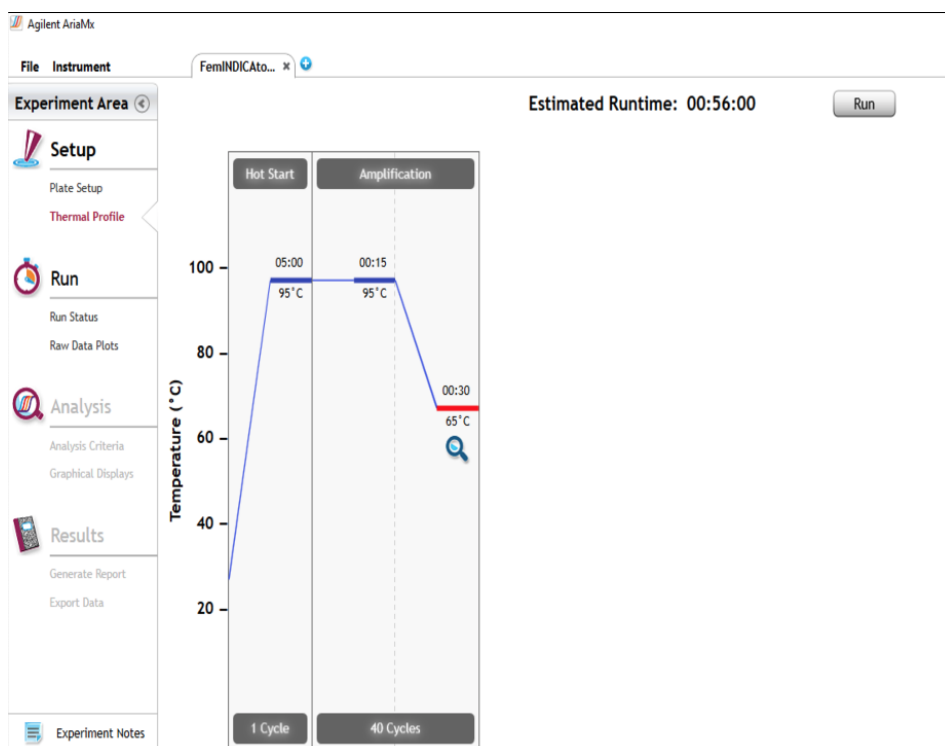 Agilent AriaMx
File Instrument
FemINDICAto...
Experiment Area
Estimated Runtime: 00:56:00
Run
Setup
Plate Setup
Thermal Profile
Run
Run Status
Raw Data Plots
Analysis
Analysis Criteria
Graphical Displays
Results
Generate Report
Export Data
Experiment Notes
Hot Start
Amplification
Temperature (°C)
100
80
60
40
20
05:00
95°C
00:15
95°C
00:30
65°C
1 Cycle
40 Cycles